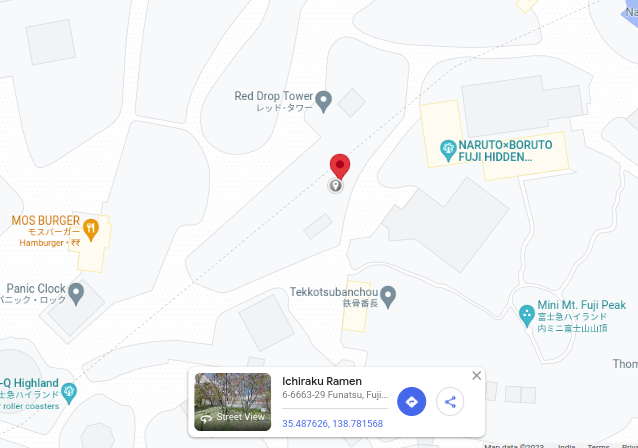 Na
Red Drop Tower
レッド・タワー
NARUTO×BORUTO
FUJI HIDDEN...
MOS BURGER
モスバーガー
Hamburger • ₹₹
Panic Clock
パニック・ロック
Tekkotsubanchou
鉄骨番長
Mini Mt. Fuji Peak
富士急ハイランド
内ミニ富士山山頂
Thom
-Q Highland
富士急ハイランド
roller coasters
Ichiraku Ramen
6-6663-29 Funatsu, Fuji...
Street View
35.487626, 138.781568
Map data ©2023
India
Terms
Priva